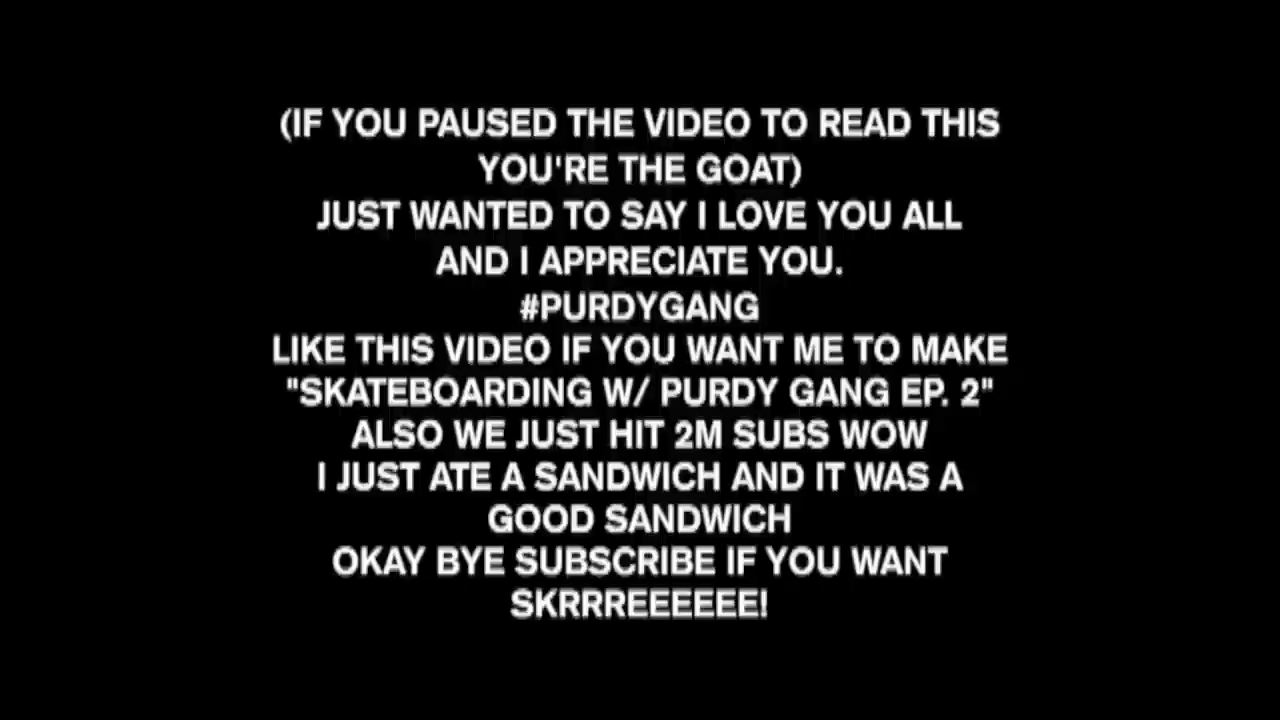 (IF YOU PAUSED THE VIDEO TO READ THIS
YOU'RE THE GOAT)
JUST WANTED TO SAY I LOVE YOU ALL
AND I APPRECIATE YOU.
#PURDYGANG
LIKE THIS VIDEO IF YOU WANT ME TO MAKE
"SKATEBOARDING W/ PURDY GANG EP. 2"
ALSO WE JUST HIT 2M SUBS WOW
I JUST ATE A SANDWICH AND IT WAS A
GOOD SANDWICH
OKAY BYE SUBSCRIBE IF YOU WANT
SKRRREEEEEE!